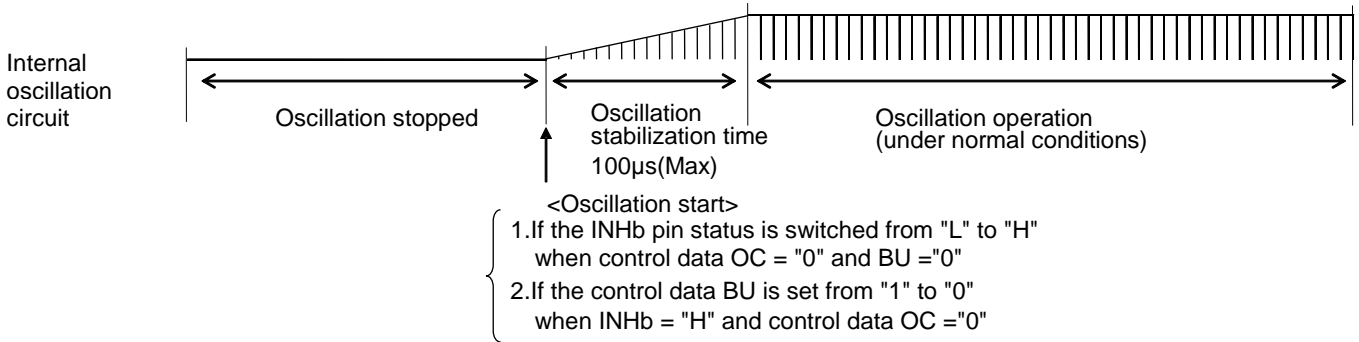 Internal
oscillation
circuit
Oscillation stopped
Oscillation
stabilization time
100µs(Max)
Oscillation operation
(under normal conditions)
<Oscillation start>
1.If the INHb pin status is switched from "L" to "H"
when control data OC = "0" and BU ="0"
2.If the control data BU is set from "1" to "0"
when INHb = "H" and control data OC ="0"